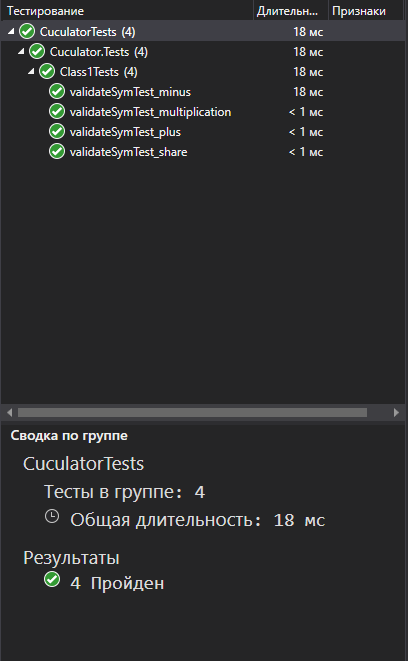 Тестирование Длительн... Признаки
CuculatorTests (4) 18 мс
Cuculator.Tests (4) 18 мс
Class1Tests (4) 18 мс
validateSymTest_minus 18 мс
validateSymTest_multiplication < 1 мс
validateSymTest_plus < 1 мс
validateSymTest_share < 1 мс
Сводка по группе
CuculatorTests
Тесты в группе: 4
Общая длительность: 18 мс
Результаты
4 Пройден